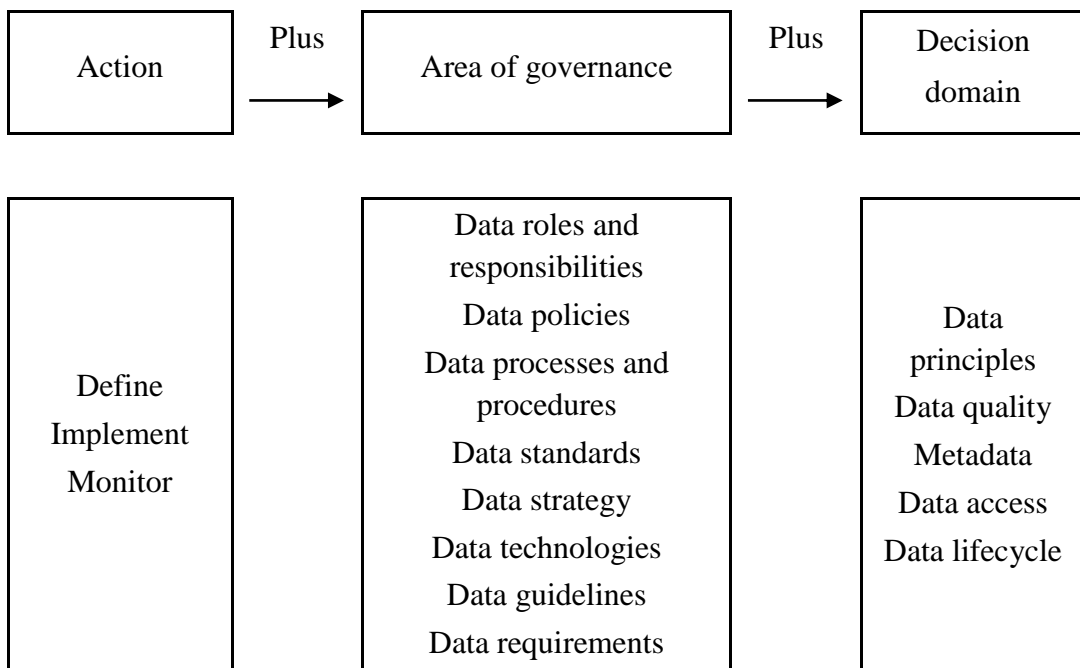 Action
Plus
Area of governance
Plus
Decision
domain
Define
Implement
Monitor
Data roles and
responsibilities
Data policies
Data processes and
procedures
Data standards
Data strategy
Data technologies
Data guidelines
Data requirements
Data
principles
Data quality
Metadata
Data access
Data lifecycle